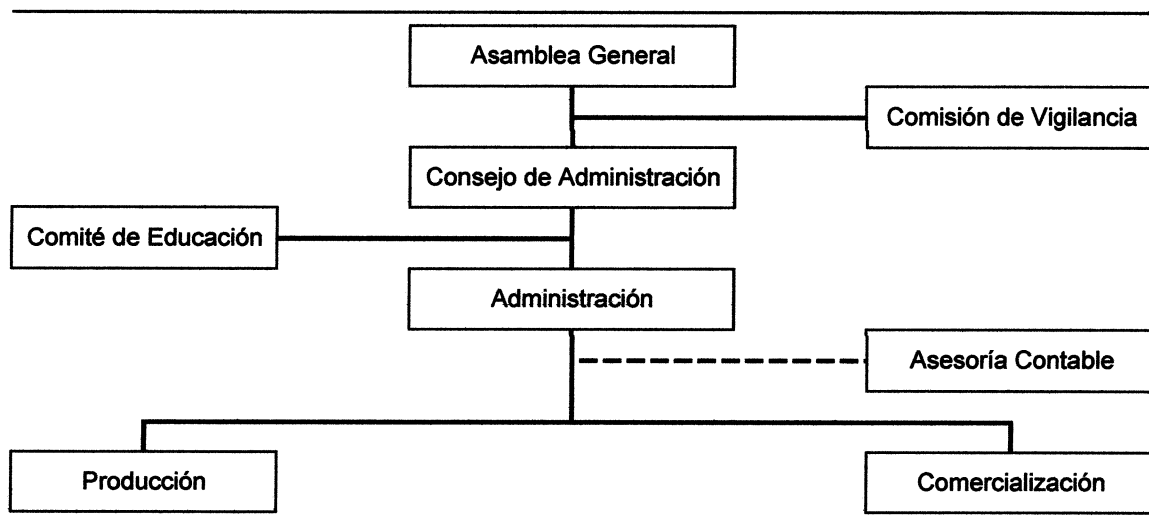 Asamblea General
Comisión de Vigilancia
Consejo de Administración
Comité de Educación
Administración
Asesoría Contable
Producción
Comercialización